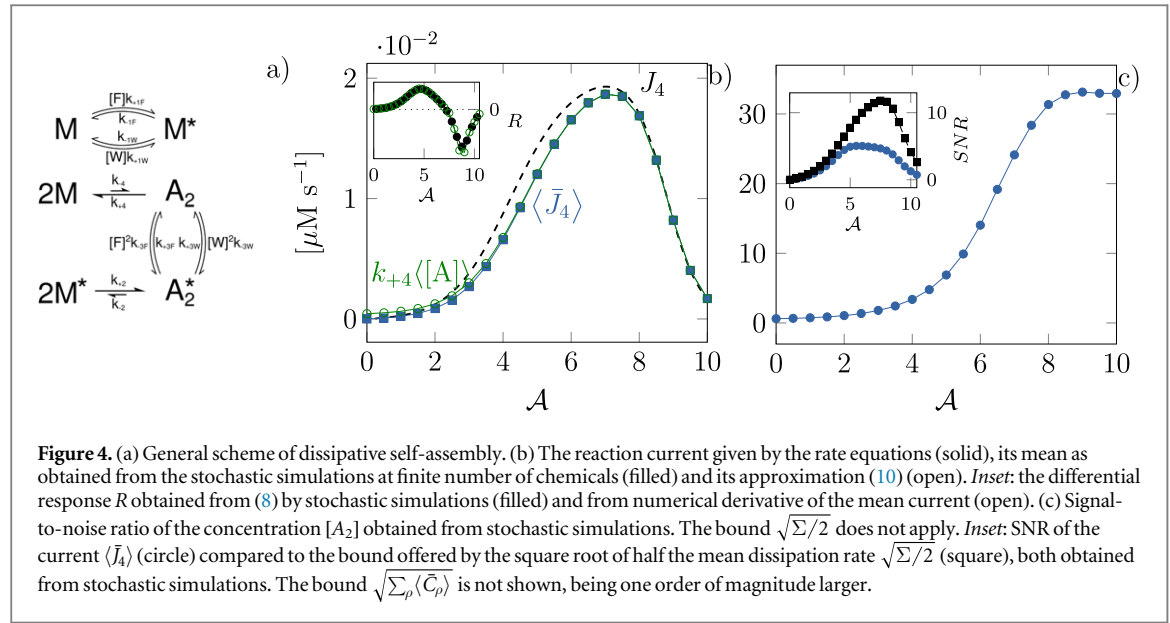 a)
[F]k₊₁F
M k₋₁F M*
k₋₁W
[W]k₊₁W
2M k₋₄ A₂
k₊₄
[F]²k₋₃F k₊₃F k₊₃W [W]²k₋₃W
2M* k₊₂ A₂*
k₋₂
·10⁻²
b)
2
1
0
[μM s⁻¹]
0 2 4 6 8 10
𝒜
J₄
⟨J̄₄⟩
k₊₄⟨[A]⟩
0
R
0 5 10
𝒜
c)
30
20
10
0
0 2 4 6 8 10
𝒜
10
0
SNR
0 5 10
𝒜
Figure 4. (a) General scheme of dissipative self-assembly. (b) The reaction current given by the rate equations (solid), its mean as
obtained from the stochastic simulations at finite number of chemicals (filled) and its approximation (10) (open). Inset: the differential
response R obtained from (8) by stochastic simulations (filled) and from numerical derivative of the mean current (open). (c) Signal-
to-noise ratio of the concentration [A₂] obtained from stochastic simulations. The bound √Σ/2 does not apply. Inset: SNR of the
current ⟨J̄₄⟩ (circle) compared to the bound offered by the square root of half the mean dissipation rate √Σ/2 (square), both obtained
from stochastic simulations. The bound √∑ρ⟨C̄ρ⟩ is not shown, being one order of magnitude larger.